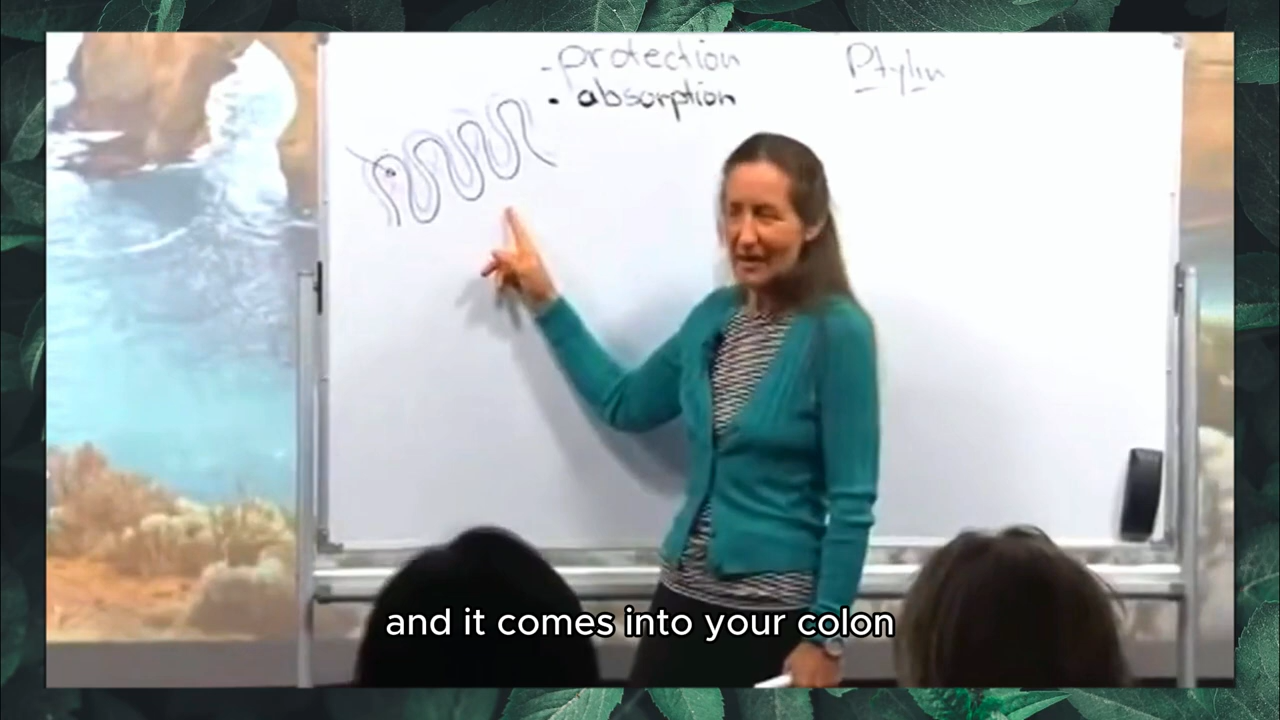 -protection
• absorption
Ptylin
and it comes into your colon